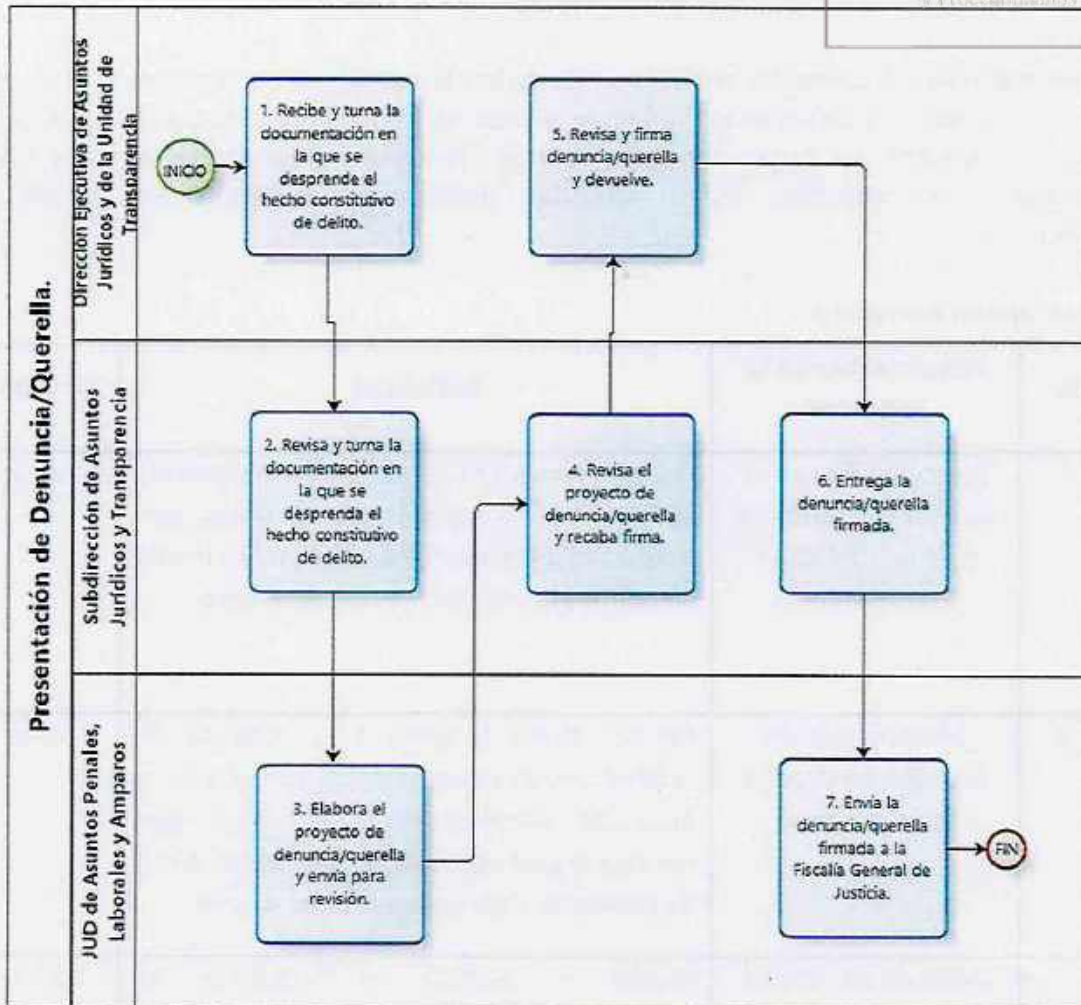 Presentación de Denuncia/Querella.
Dirección Ejecutiva de Asuntos
Jurídicos y de la Unidad de
Transparencia
INICIO
1. Recibe y turna la
documentación en
la que se
desprende el
hecho constitutivo
de delito.
5. Revisa y firma
denuncia/querella
y devuelve.
Subdirección de Asuntos
Jurídicos y Transparencia
2. Revisa y turna la
documentación en
la que se
desprenda el
hecho constitutivo
de delito.
4. Revisa el
proyecto de
denuncia/querella
y recaba firma.
6. Entrega la
denuncia/querella
firmada.
JUD de Asuntos Penales,
Laborales y Amparos
3. Elabora el
proyecto de
denuncia/querella
y envía para
revisión.
7. Envía la
denuncia/querella
firmada a la
Fiscalía General de
Justicia.
FIN